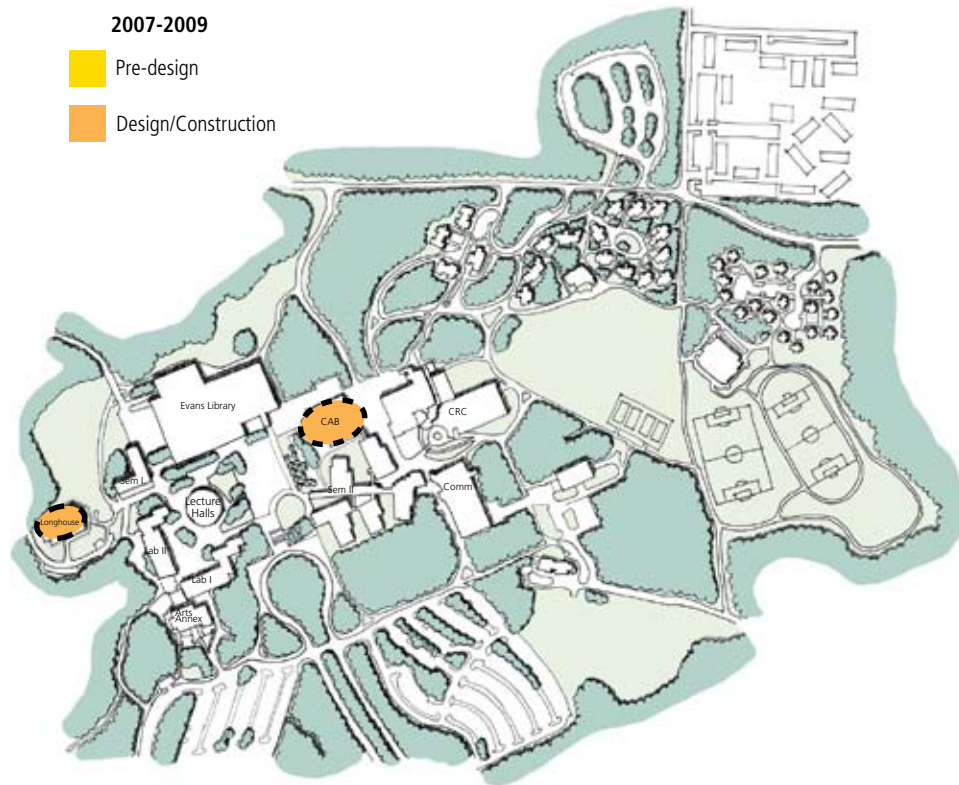 2007-2009
Pre-design
Design/Construction
Evans Library
CAB
CRC
Sem I
Sem II
Comm
Lecture
Halls
Longhouse
Lab II
Lab I
Arts
Annex